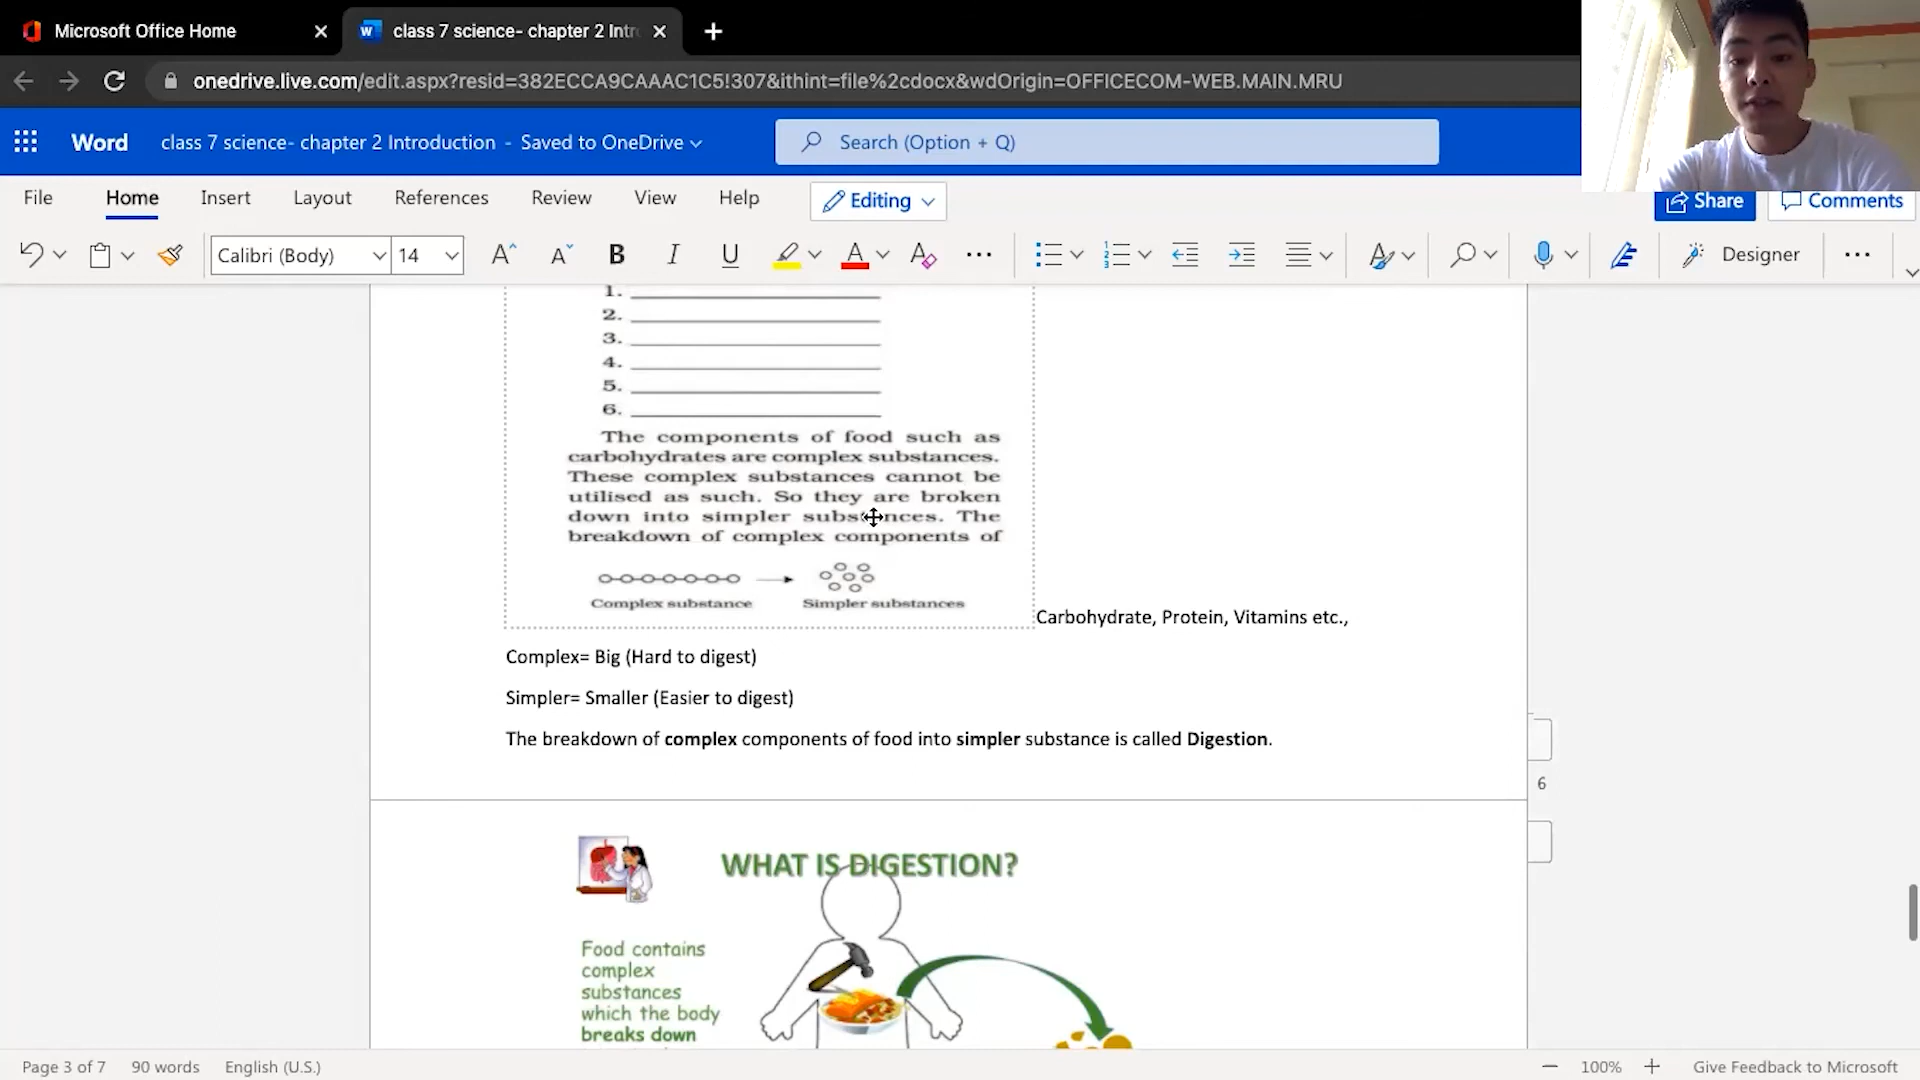 Microsoft Office Home
class 7 science- chapter 2 Intr
onedrive.live.com/edit.aspx?resid=382ECCA9CAAAC1C5!307&ithint=file%2cdocx&wdOrigin=OFFICECOM-WEB.MAIN.MRU
Word class 7 science- chapter 2 Introduction - Saved to OneDrive Search (Option + Q)
File Home Insert Layout References Review View Help Editing Share Comments
Calibri (Body) 14 A A B I U A A Designer
1.
2.
3.
4.
5.
6.
The components of food such as
carbohydrates are complex substances.
These complex substances cannot be
utilised as such. So they are broken
down into simpler substances. The
breakdown of complex components of
Complex substance Simpler substances
Carbohydrate, Protein, Vitamins etc.,
Complex= Big (Hard to digest)
Simpler= Smaller (Easier to digest)
The breakdown of complex components of food into simpler substance is called Digestion.
6
WHAT IS DIGESTION?
Food contains
complex
substances
which the body
breaks down
Page 3 of 7 90 words English (U.S.) 100% Give Feedback to Microsoft